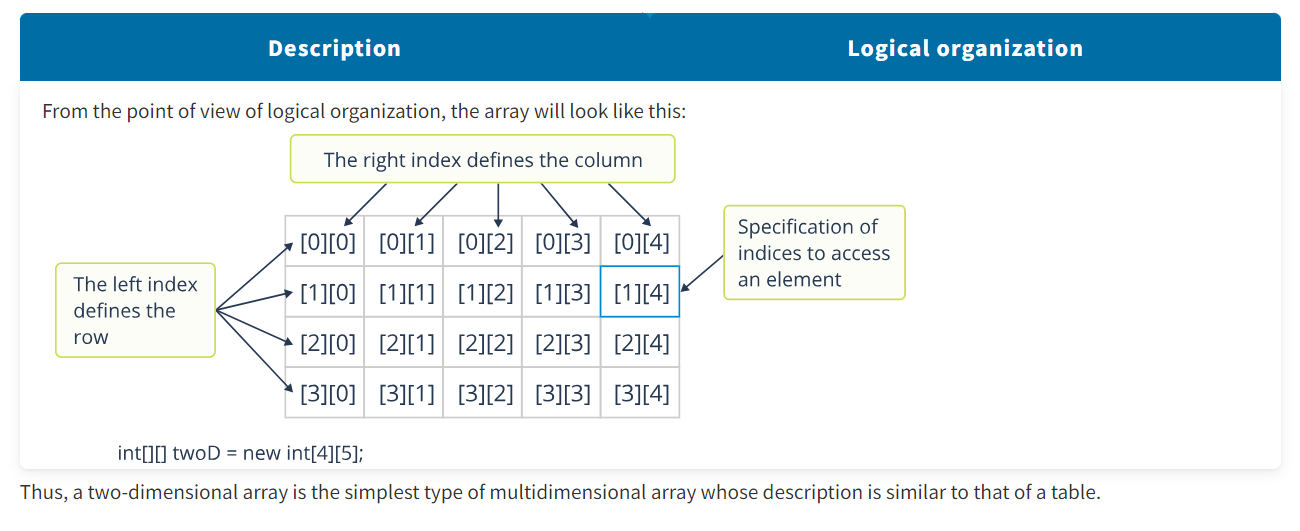 Description
Logical organization
From the point of view of logical organization, the array will look like this:
The right index defines the column
Specification of
indices to access
an element
The left index
defines the
row
[0][0] [0][1] [0][2] [0][3] [0][4]
[1][0] [1][1] [1][2] [1][3] [1][4]
[2][0] [2][1] [2][2] [2][3] [2][4]
[3][0] [3][1] [3][2] [3][3] [3][4]
int[][] twoD = new int[4][5];
Thus, a two-dimensional array is the simplest type of multidimensional array whose description is similar to that of a table.